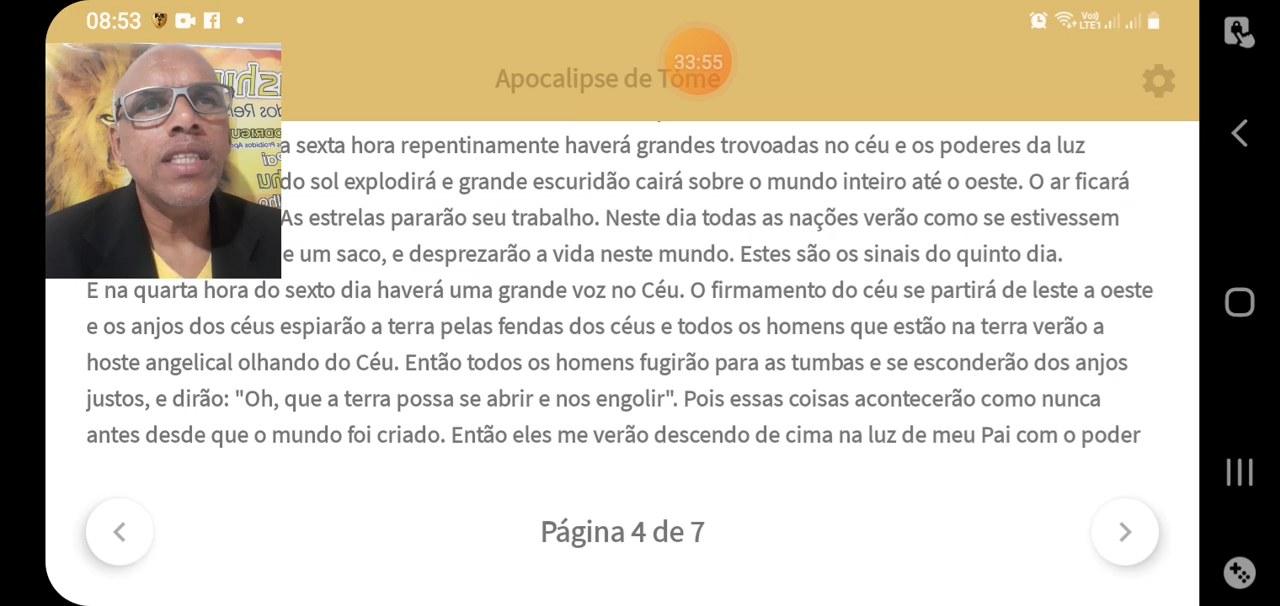 08:53
Vo)
LTE1
33:55
Apocalipse de Tomé
a sexta hora repentinamente haverá grandes trovoadas no céu e os poderes da luz
do sol explodirá e grande escuridão cairá sobre o mundo inteiro até o oeste. O ar ficará
As estrelas pararão seu trabalho. Neste dia todas as nações verão como se estivessem
e um saco, e desprezarão a vida neste mundo. Estes são os sinais do quinto dia.
E na quarta hora do sexto dia haverá uma grande voz no Céu. O firmamento do céu se partirá de leste a oeste
e os anjos dos céus espiarão a terra pelas fendas dos céus e todos os homens que estão na terra verão a
hoste angelical olhando do Céu. Então todos os homens fugirão para as tumbas e se esconderão dos anjos
justos, e dirão: "Oh, que a terra possa se abrir e nos engolir". Pois essas coisas acontecerão como nunca
antes desde que o mundo foi criado. Então eles me verão descendo de cima na luz de meu Pai com o poder
Página 4 de 7